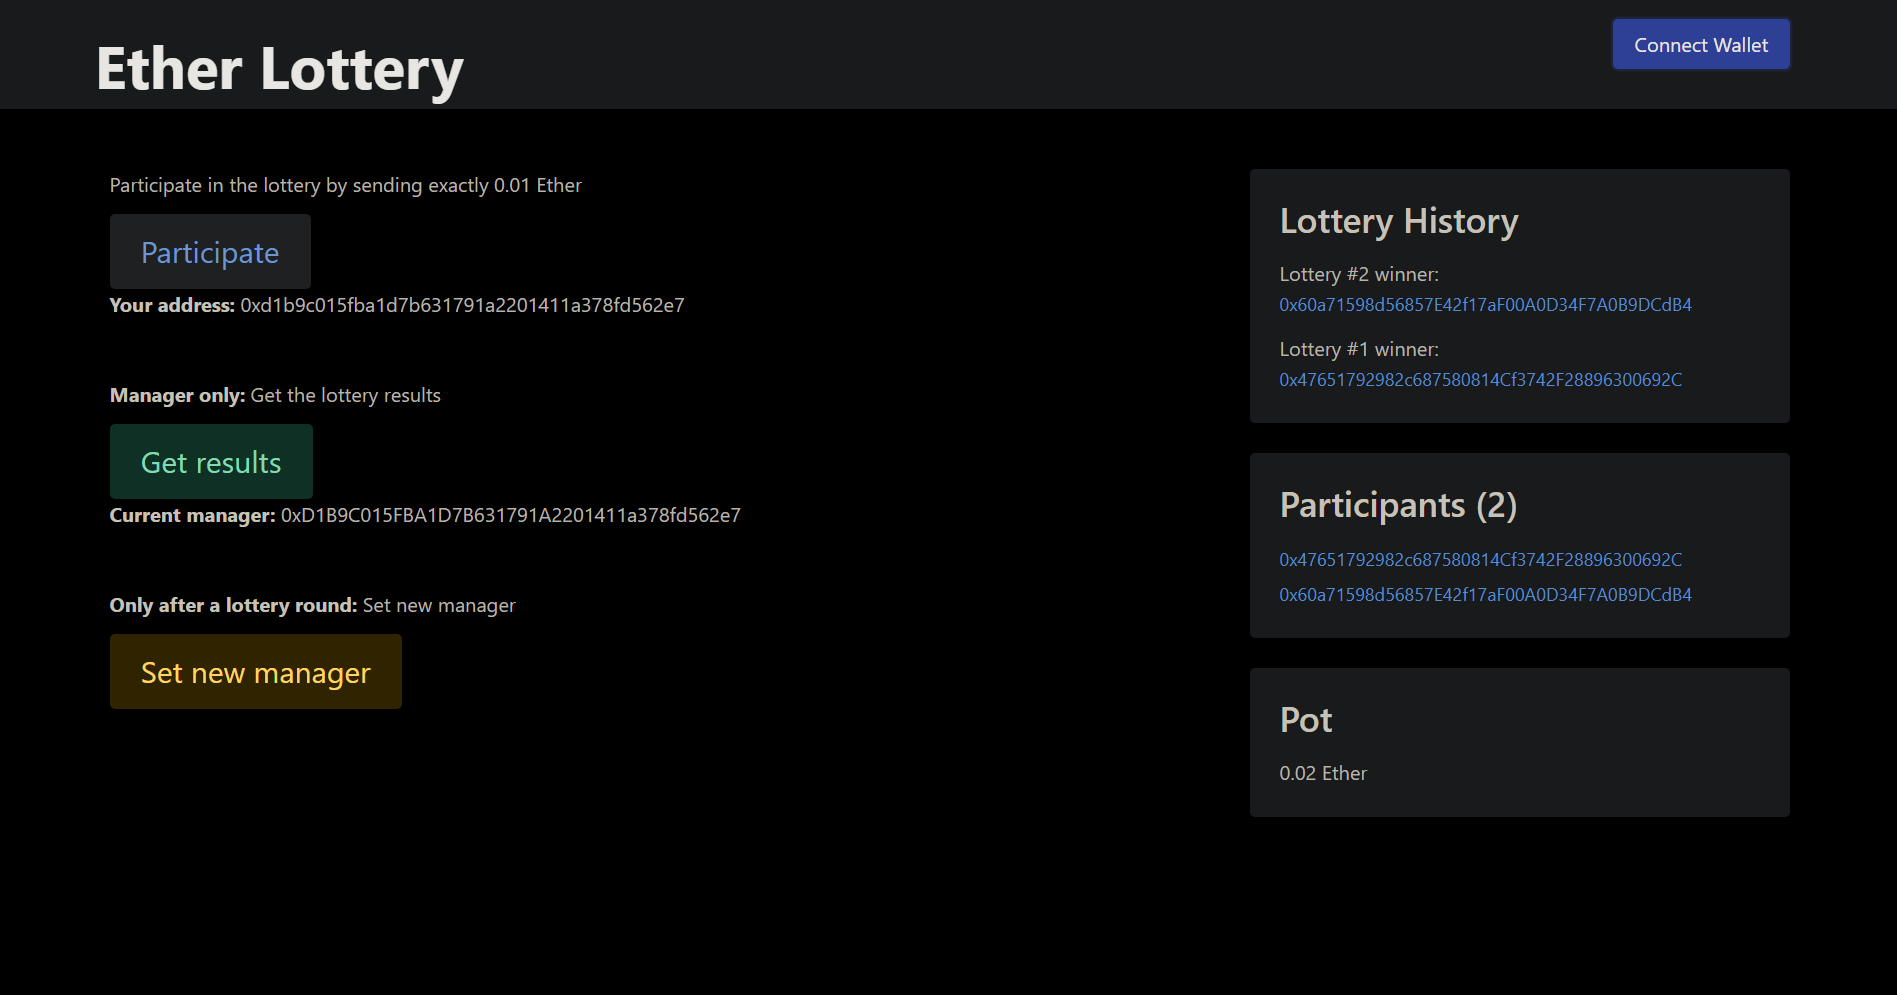 Ether Lottery
Connect Wallet
Participate in the lottery by sending exactly 0.01 Ether
Participate
Your address: 0xd1b9c015fba1d7b631791a2201411a378fd562e7
Manager only: Get the lottery results
Get results
Current manager: 0xD1B9C015FBA1D7B631791A2201411a378fd562e7
Only after a lottery round: Set new manager
Set new manager
Lottery History
Lottery #2 winner:
0x60a71598d56857E42f17aF00A0D34F7A0B9DCdB4
Lottery #1 winner:
0x47651792982c687580814Cf3742F28896300692C
Participants (2)
0x47651792982c687580814Cf3742F28896300692C
0x60a71598d56857E42f17aF00A0D34F7A0B9DCdB4
Pot
0.02 Ether